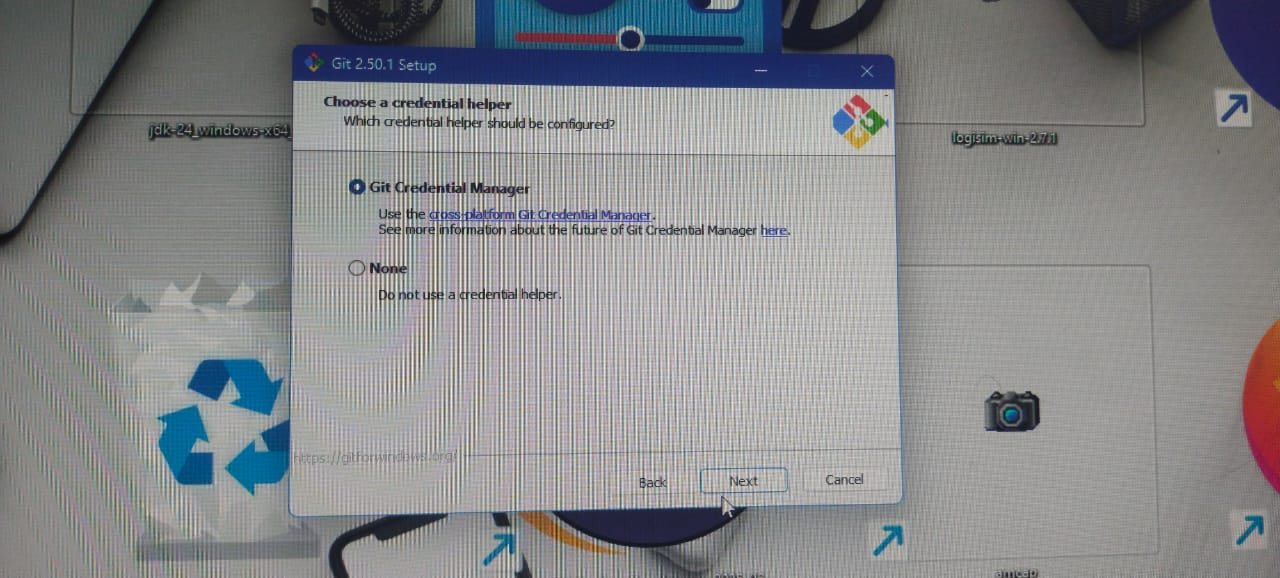 Git 2.50.1 Setup
Choose a credential helper
Which credential helper should be configured?
jdk-24_windows-x64_
logisim-win-2.7.1
Git Credential Manager
Use the cross-platform Git Credential Manager.
See more information about the future of Git Credential Manager here.
None
Do not use a credential helper.
https://gitforwindows.org/
Back
Next
Cancel
amcap